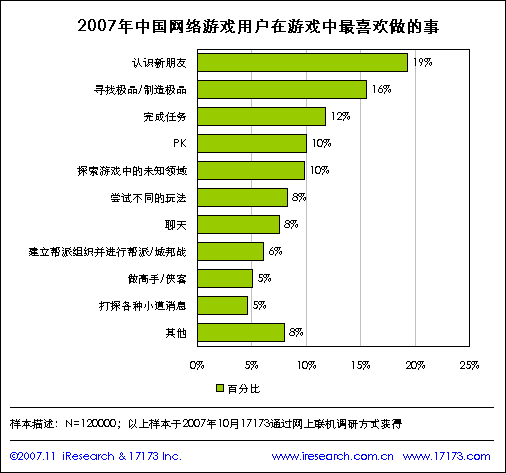 2007年中国网络游戏用户在游戏中最喜欢做的事
认识新朋友 19%
寻找极品/制造极品 16%
完成任务 12%
PK 10%
探索游戏中的未知领域 10%
尝试不同的玩法 8%
聊天 8%
建立帮派组织并进行帮派/城邦战 6%
做高手/侠客 5%
打探各种小道消息 5%
其他 8%
0% 5% 10% 15% 20% 25%
百分比
样本描述：N=120000；以上样本于2007年10月17173通过网上联机调研方式获得
©2007.11 iResearch & 17173 Inc. www.iresearch.com.cn www.17173.com